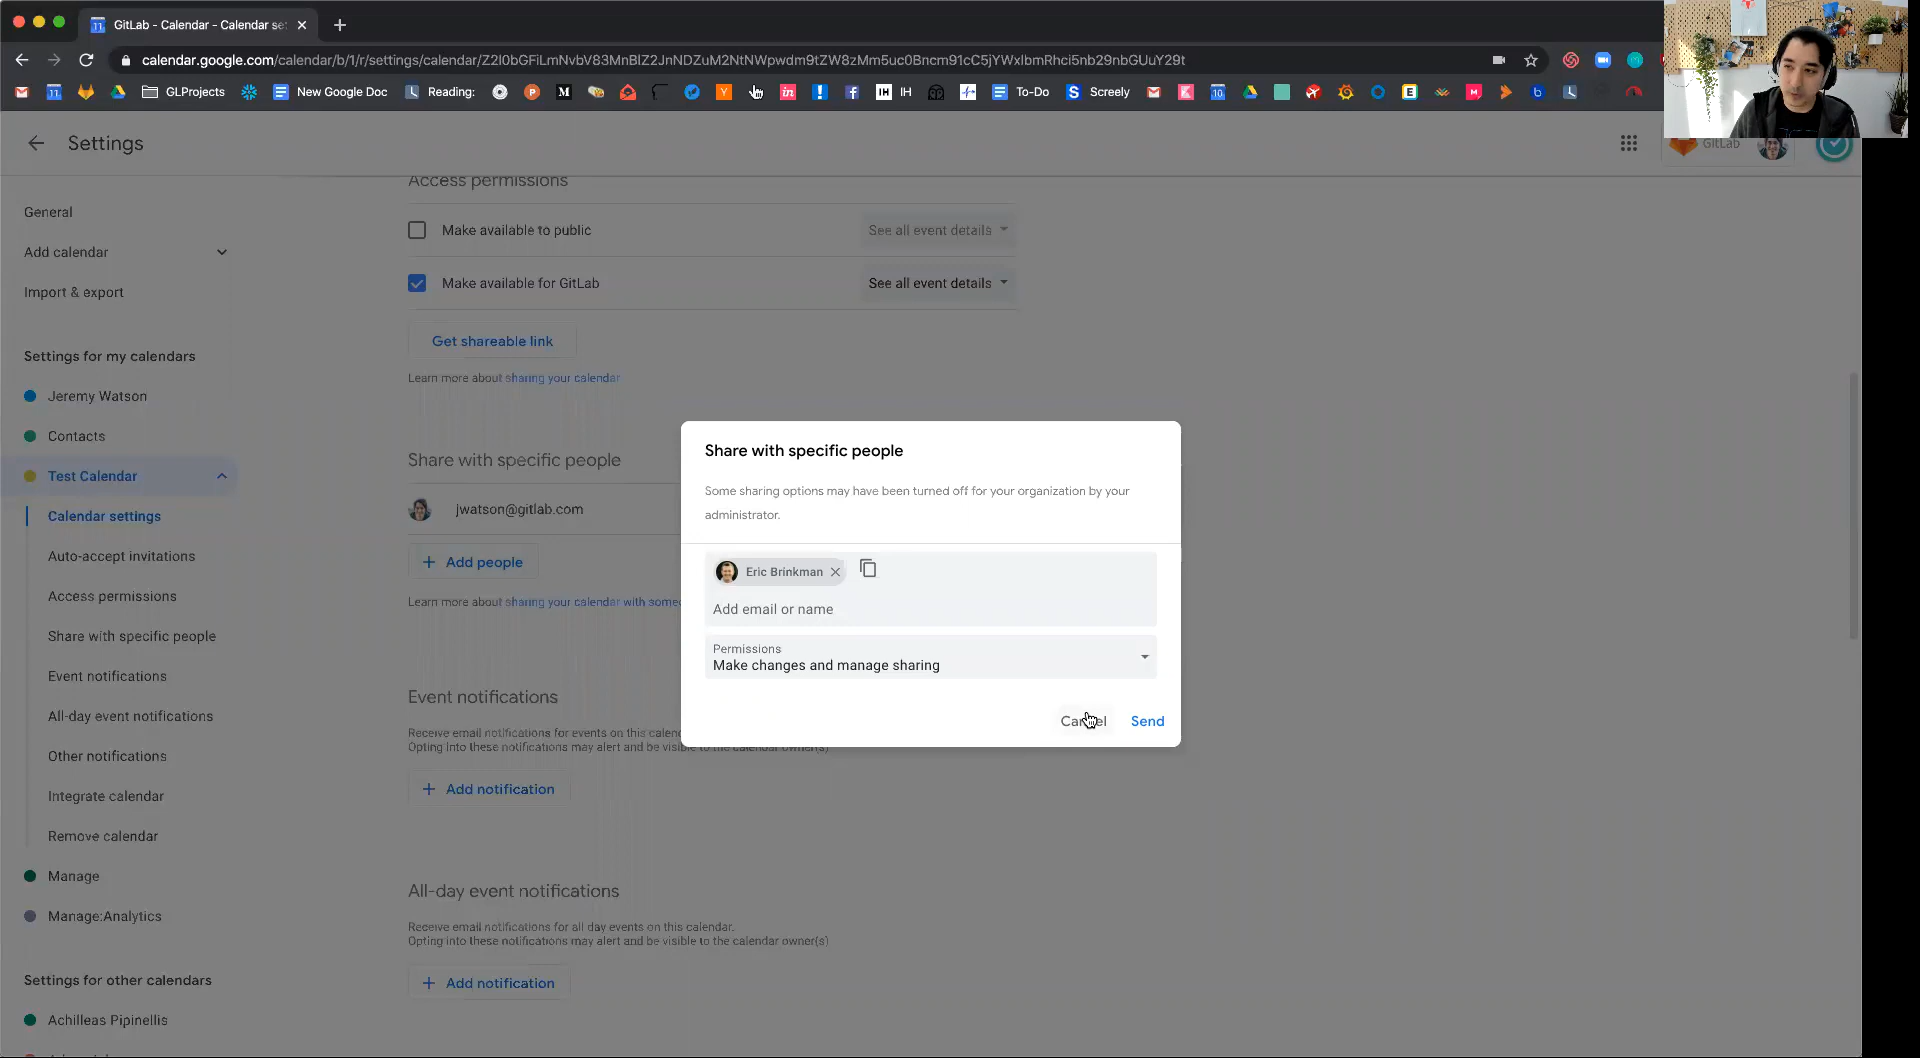 GitLab - Calendar - Calendar se
calendar.google.com/calendar/b/1/r/settings/calendar/
GLProjects
New Google Doc
Reading:
IH
To-Do
Screely
Settings
GitLab
General
Add calendar
Import & export
Settings for my calendars
Jeremy Watson
Contacts
Test Calendar
Calendar settings
Auto-accept invitations
Access permissions
Share with specific people
Event notifications
All-day event notifications
Other notifications
Integrate calendar
Remove calendar
Manage
Manage:Analytics
Settings for other calendars
Achilleas Pipinellis
Access permissions
Make available to public
See all event details
Make available for GitLab
See all event details
Get shareable link
Learn more about sharing your calendar
Share with specific people
jwatson@gitlab.com
+ Add people
Learn more about sharing your calendar with
Event notifications
Receive email notifications for events on this
Opting into these notifications may alert and be visible to the calendar owner(s)
+ Add notification
All-day event notifications
Receive email notifications for all day events on this calendar.
Opting into these notifications may alert and be visible to the calendar owner(s)
+ Add notification
Share with specific people
Some sharing options may have been turned off for your organization by your
administrator.
Eric Brinkman
Add email or name
Permissions
Make changes and manage sharing
Cancel
Send